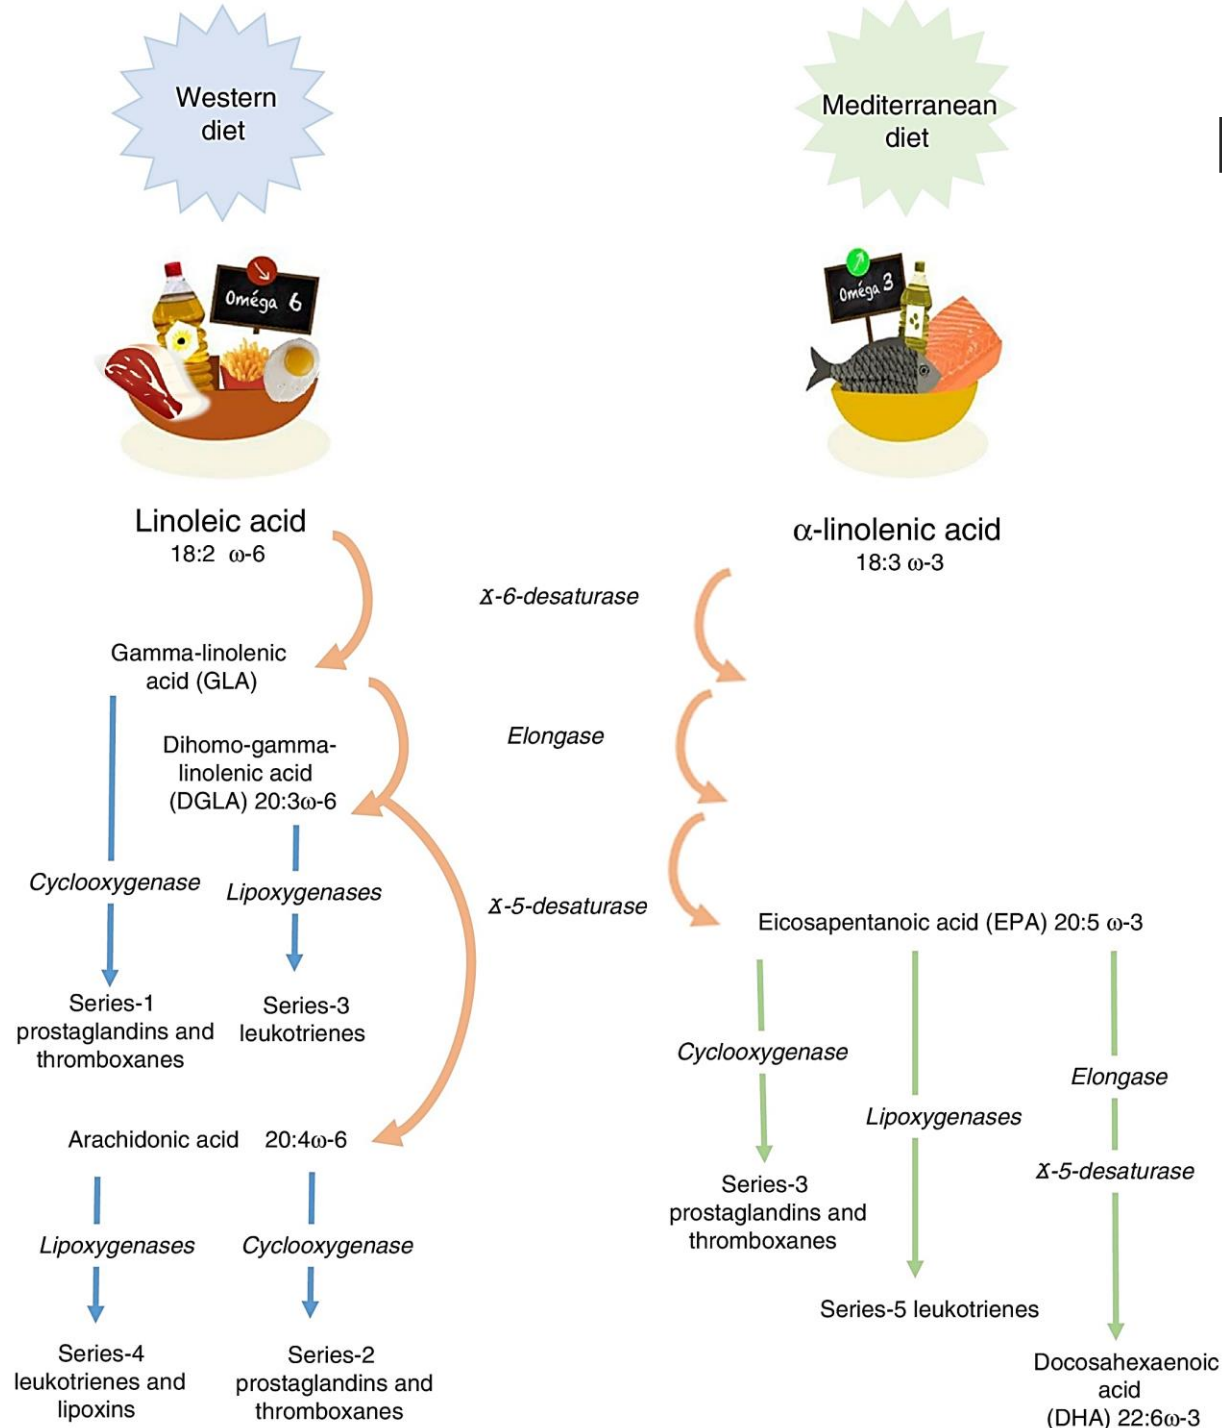 Western
diet
Mediterranean
diet
Oméga 6
Oméga 3
Linoleic acid
18:2 ω-6
α-linolenic acid
18:3 ω-3
Ɣ-6-desaturase
Gamma-linolenic
acid (GLA)
Elongase
Dihomo-gamma-
linolenic acid
(DGLA) 20:3ω-6
Cyclooxygenase
Lipoxygenases
Ɣ-5-desaturase
Eicosapentanoic acid (EPA) 20:5 ω-3
Series-1
prostaglandins and
thromboxanes
Series-3
leukotrienes
Cyclooxygenase
Lipoxygenases
Elongase
Ɣ-5-desaturase
Arachidonic acid 20:4ω-6
Series-3
prostaglandins and
thromboxanes
Lipoxygenases
Cyclooxygenase
Series-5 leukotrienes
Series-4
leukotrienes and
lipoxins
Series-2
prostaglandins and
thromboxanes
Docosahexaenoic
acid
(DHA) 22:6ω-3